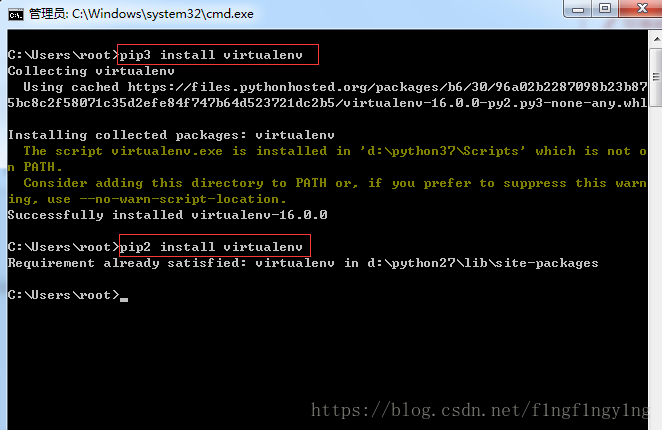 管理员: C:\Windows\system32\cmd.exe
C:\Users\root>pip3 install virtualenv
Collecting virtualenv
  Using cached https://files.pythonhosted.org/packages/b6/30/96a02b2287098b23b87
5bc8c2f58071c35d2efe84f747b64d523721dc2b5/virtualenv-16.0.0-py2.py3-none-any.whl
Installing collected packages: virtualenv
  The script virtualenv.exe is installed in 'd:\python37\Scripts' which is not o
n PATH.
  Consider adding this directory to PATH or, if you prefer to suppress this warn
ing, use --no-warn-script-location.
Successfully installed virtualenv-16.0.0
C:\Users\root>pip2 install virtualenv
Requirement already satisfied: virtualenv in d:\python27\lib\site-packages
C:\Users\root>
https://blog.csdn.net/f1ngf1ngy1ng